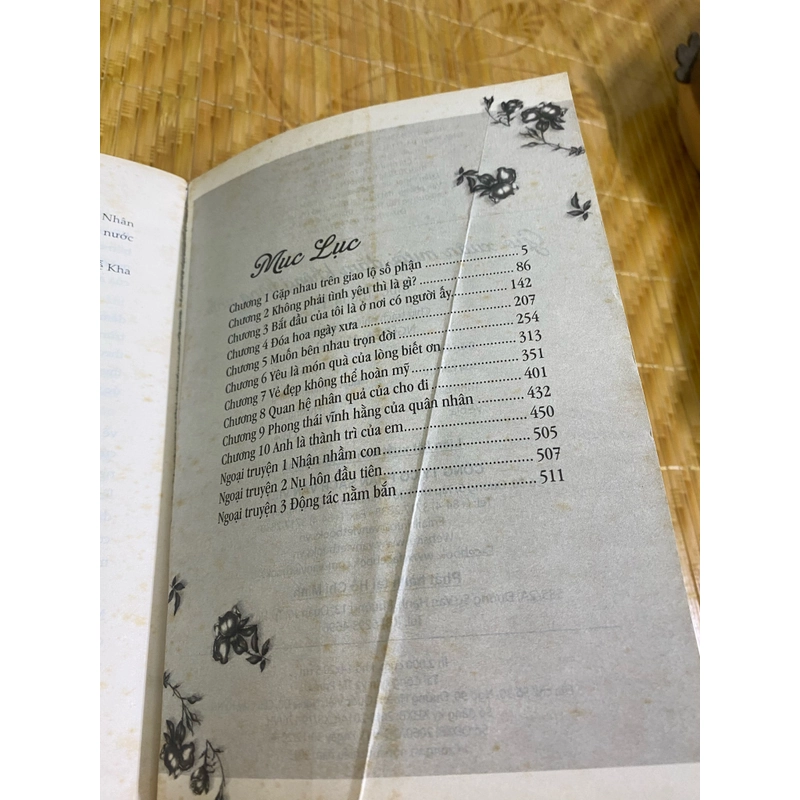 Nhân
nước
Kha
Mục Lục
Chương 1 Gặp nhau trên giao lộ số phận 5
Chương 2 Không phải tình yêu thì là gì? 86
Chương 3 Bắt đầu của tôi là ở nơi có người ấy 142
Chương 4 Đóa hoa ngày xưa 207
Chương 5 Muốn bên nhau trọn đời 254
Chương 6 Yêu là món quà của lòng biết ơn 313
Chương 7 Vẻ đẹp không thể hoàn mỹ 351
Chương 8 Quan hệ nhân quả của cho đi 401
Chương 9 Phong thái vĩnh hằng của quân nhân 432
Chương 10 Anh là thành trì của em 450
Ngoại truyện 1 Nhận nhầm con 505
Ngoại truyện 2 Nụ hôn đầu tiên 507
Ngoại truyện 3 Động tác nằm bắn 511